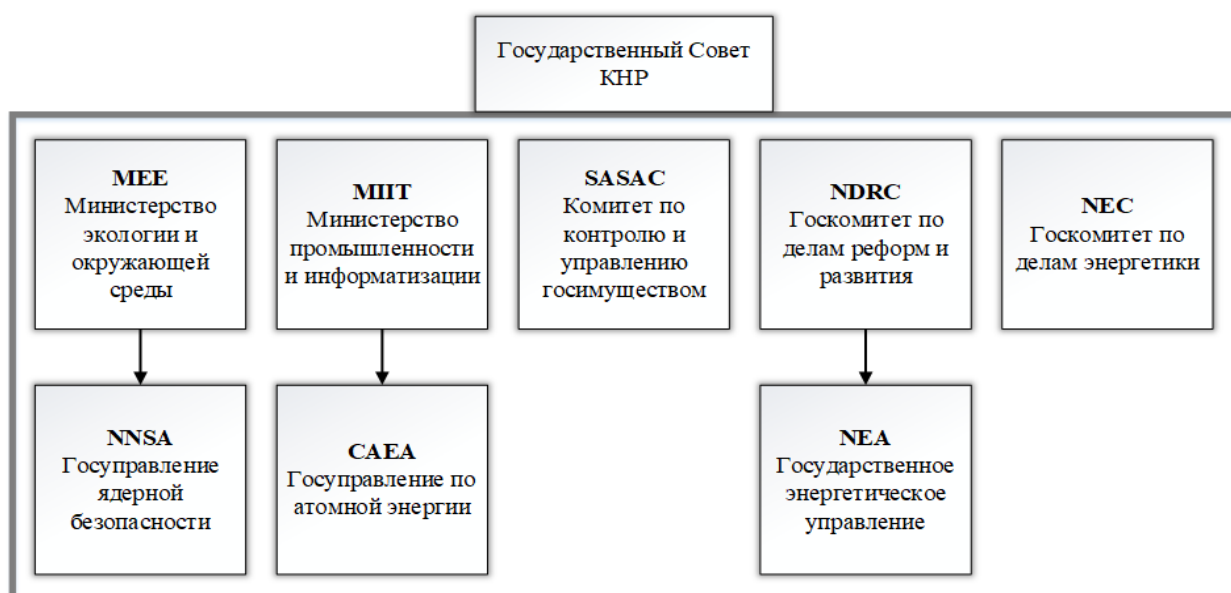 Государственный Совет
КНР
MEE
Министерство
экологии и
окружающей
среды
MIIT
Министерство
промышленности
и информатизации
SASAC
Комитет по
контролю и
управлению
госимуществом
NDRC
Госкомитет по
делам реформ и
развития
NEC
Госкомитет по
делам энергетики
NNSA
Госуправление
ядерной
безопасности
CAEA
Госуправление по
атомной энергии
NEA
Государственное
энергетическое
управление